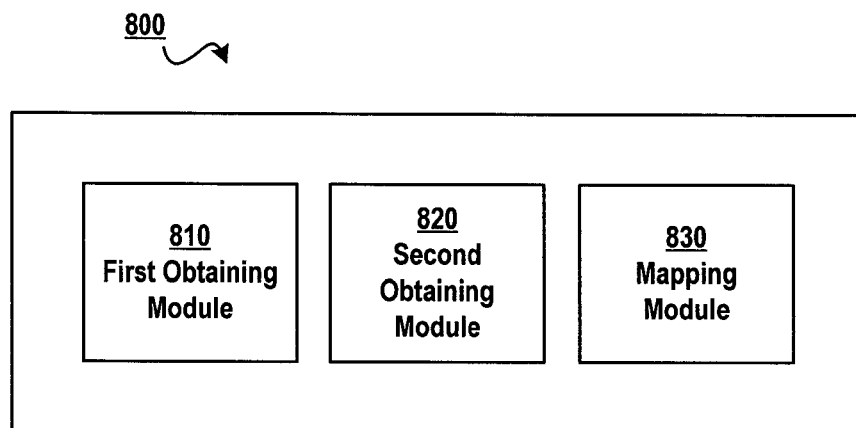 800
810
First Obtaining
Module
820
Second
Obtaining
Module
830
Mapping
Module